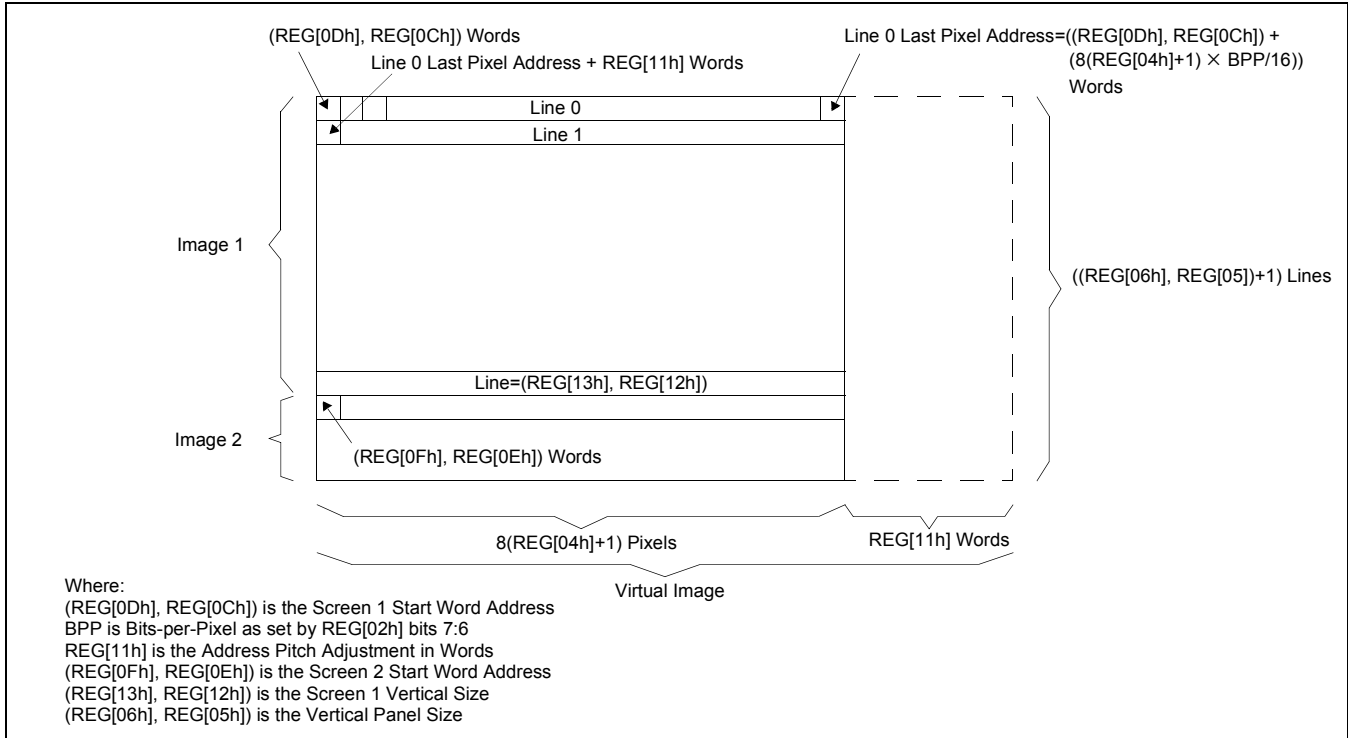 (REG[0Dh], REG[0Ch]) Words
Line 0 Last Pixel Address + REG[11h] Words
Line 0 Last Pixel Address=((REG[0Dh], REG[0Ch]) +
(8(REG[04h]+1) × BPP/16))
Words
Line 0
Line 1
Image 1
((REG[06h], REG[05])+1) Lines
Line=(REG[13h], REG[12h])
Image 2
(REG[0Fh], REG[0Eh]) Words
8(REG[04h]+1) Pixels
REG[11h] Words
Virtual Image
Where:
(REG[0Dh], REG[0Ch]) is the Screen 1 Start Word Address
BPP is Bits-per-Pixel as set by REG[02h] bits 7:6
REG[11h] is the Address Pitch Adjustment in Words
(REG[0Fh], REG[0Eh]) is the Screen 2 Start Word Address
(REG[13h], REG[12h]) is the Screen 1 Vertical Size
(REG[06h], REG[05h]) is the Vertical Panel Size